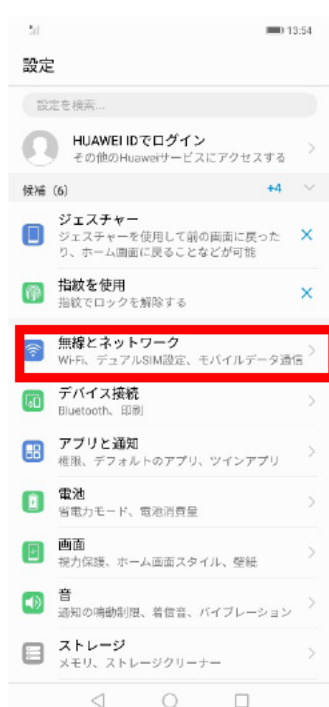 13:54
設定
設定を検索...
HUAWEI IDでログイン
その他のHuaweiサービスにアクセスする
候補 (6)
+4
ジェスチャー
ジェスチャーを使用して前の画面に戻った
り、ホーム画面に戻ることなどが可能
指紋を使用
指紋でロックを解除する
無線とネットワーク
Wi-Fi、デュアルSIM設定、モバイルデータ通信
デバイス接続
Bluetooth、印刷
アプリと通知
権限、デフォルトのアプリ、ツインアプリ
電池
省電力モード、電池消費量
画面
視力保護、ホーム画面スタイル、壁紙
音
通知の鳴動制限、着信音、バイブレーション
ストレージ
メモリ、ストレージクリーナー